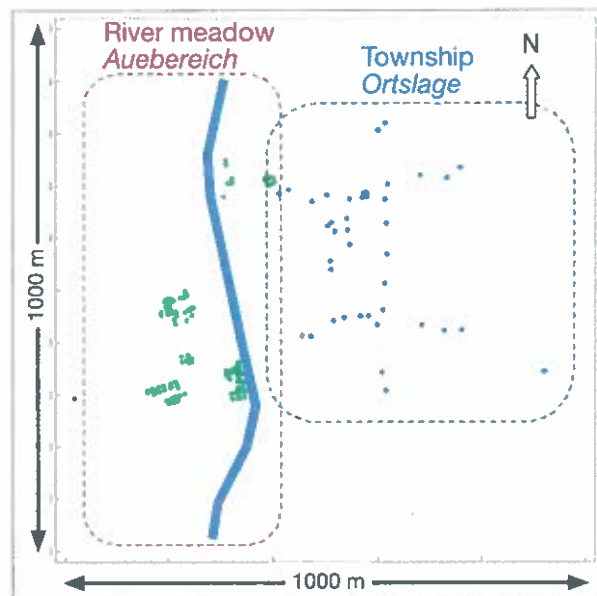 River meadow
Auebereich
Township
Ortslage
N
1000 m
1000 m